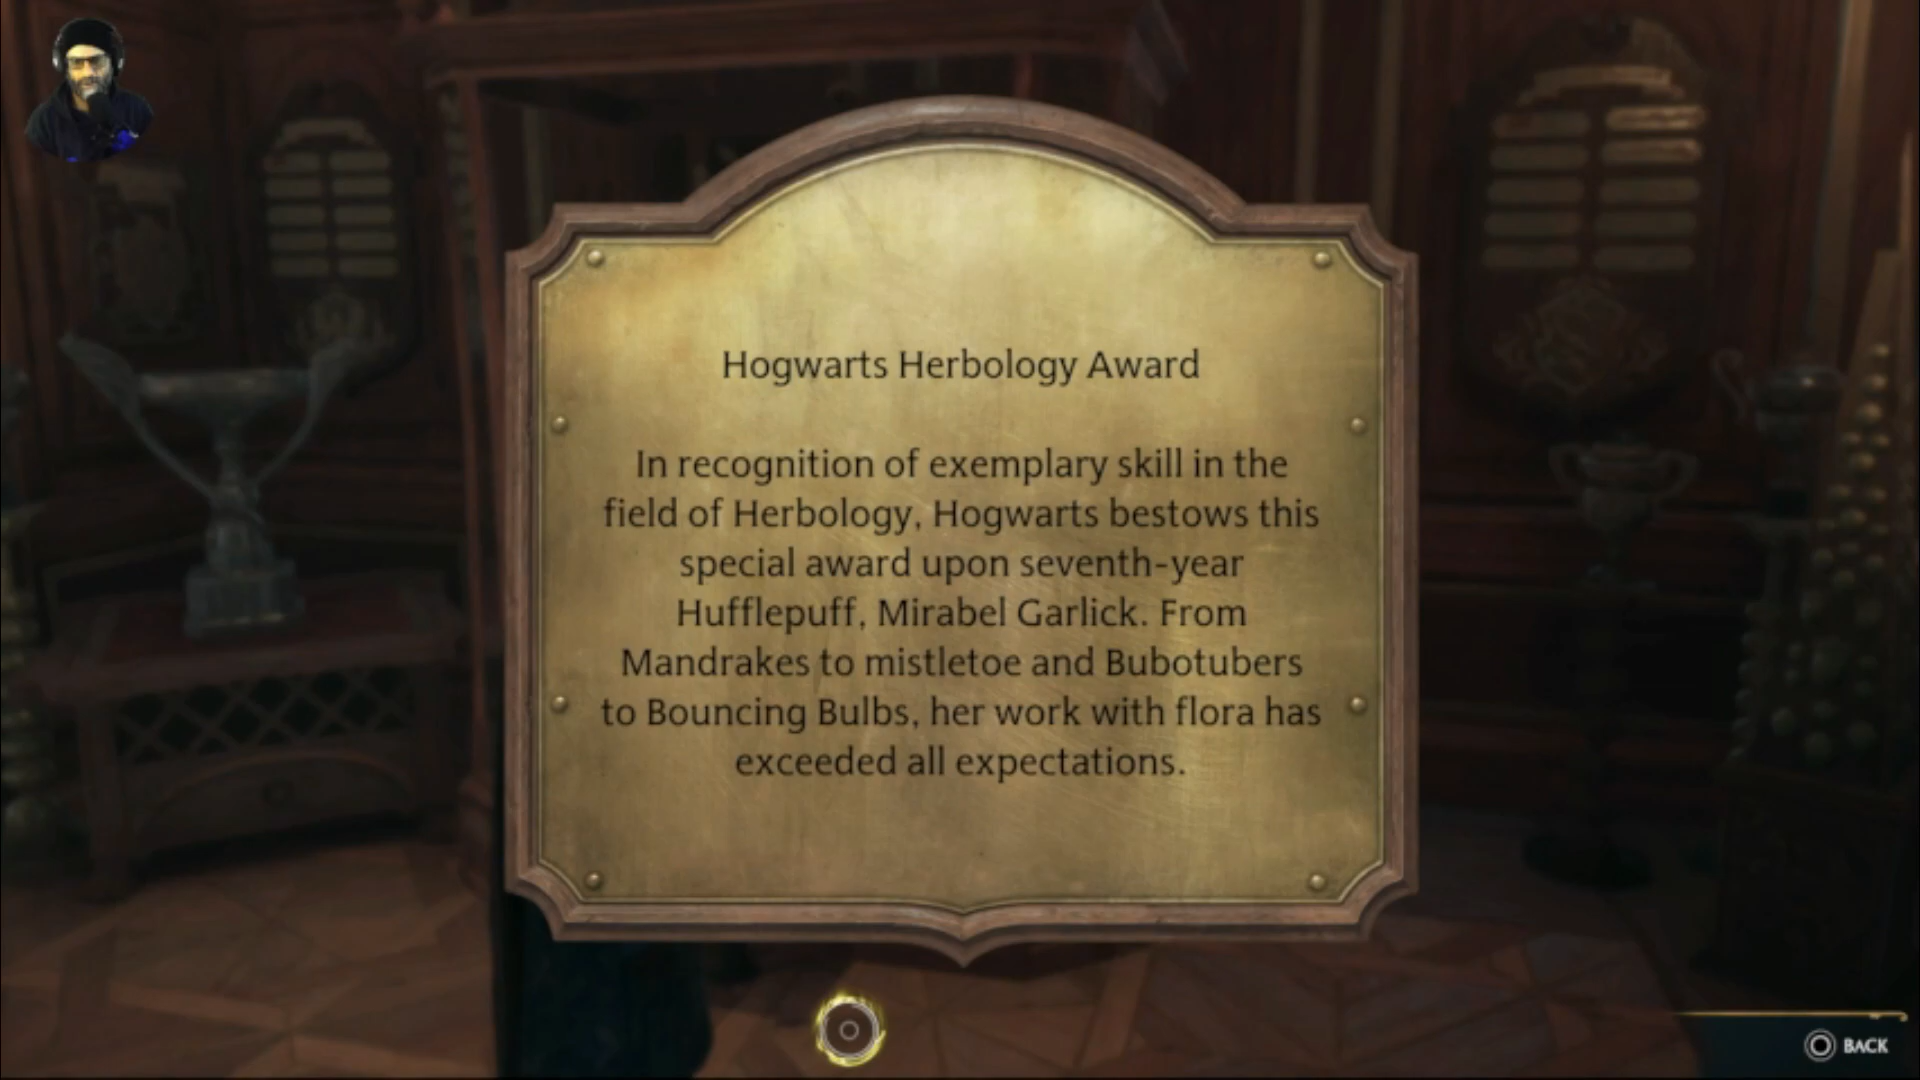 Hogwarts Herbology Award
In recognition of exemplary skill in the
field of Herbology, Hogwarts bestows this
special award upon seventh-year
Hufflepuff, Mirabel Garlick. From
Mandrakes to mistletoe and Bubotubers
to Bouncing Bulbs, her work with flora has
exceeded all expectations.
BACK